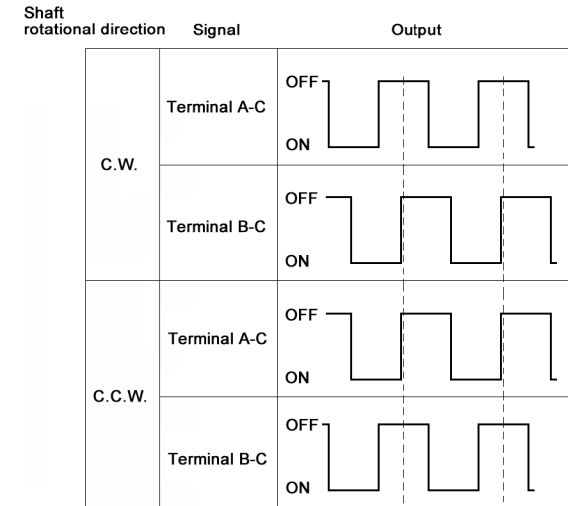 Shaft
rotational direction Signal Output
OFF
Terminal A-C
ON
C.W.
OFF
Terminal B-C
ON
OFF
Terminal A-C
ON
C.C.W.
OFF
Terminal B-C
ON